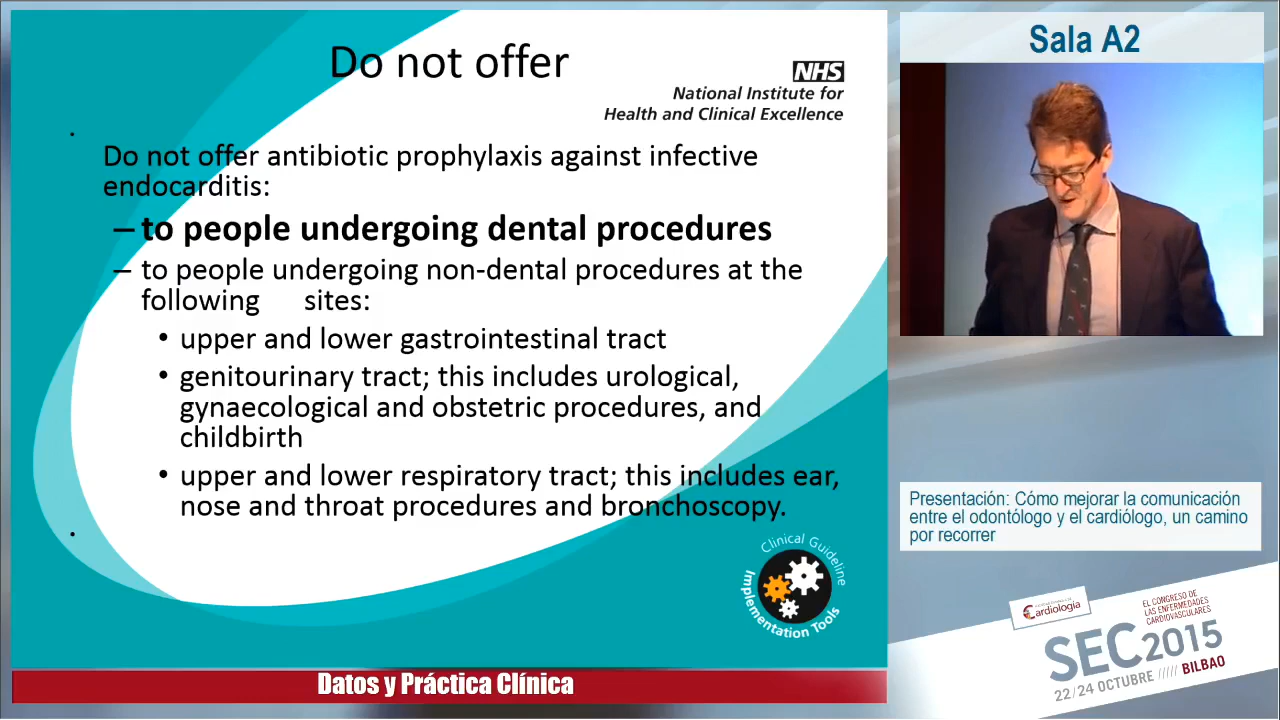 Do not offer
NHS
National Institute for
Health and Clinical Excellence
Do not offer antibiotic prophylaxis against infective
endocarditis:
– to people undergoing dental procedures
– to people undergoing non-dental procedures at the
following sites:
• upper and lower gastrointestinal tract
• genitourinary tract; this includes urological,
gynaecological and obstetric procedures, and
childbirth
• upper and lower respiratory tract; this includes ear,
nose and throat procedures and bronchoscopy.
Clinical Guideline
Implementation Tools
Datos y Práctica Clínica
Sala A2
Presentación: Cómo mejorar la comunicación
entre el odontólogo y el cardiólogo, un camino
por recorrer
Cardiología
EL CONGRESO
DE LAS ENFERMEDADES
CARDIOVASCULARES
SEC2015
22/24 OCTUBRE ///// BILBAO